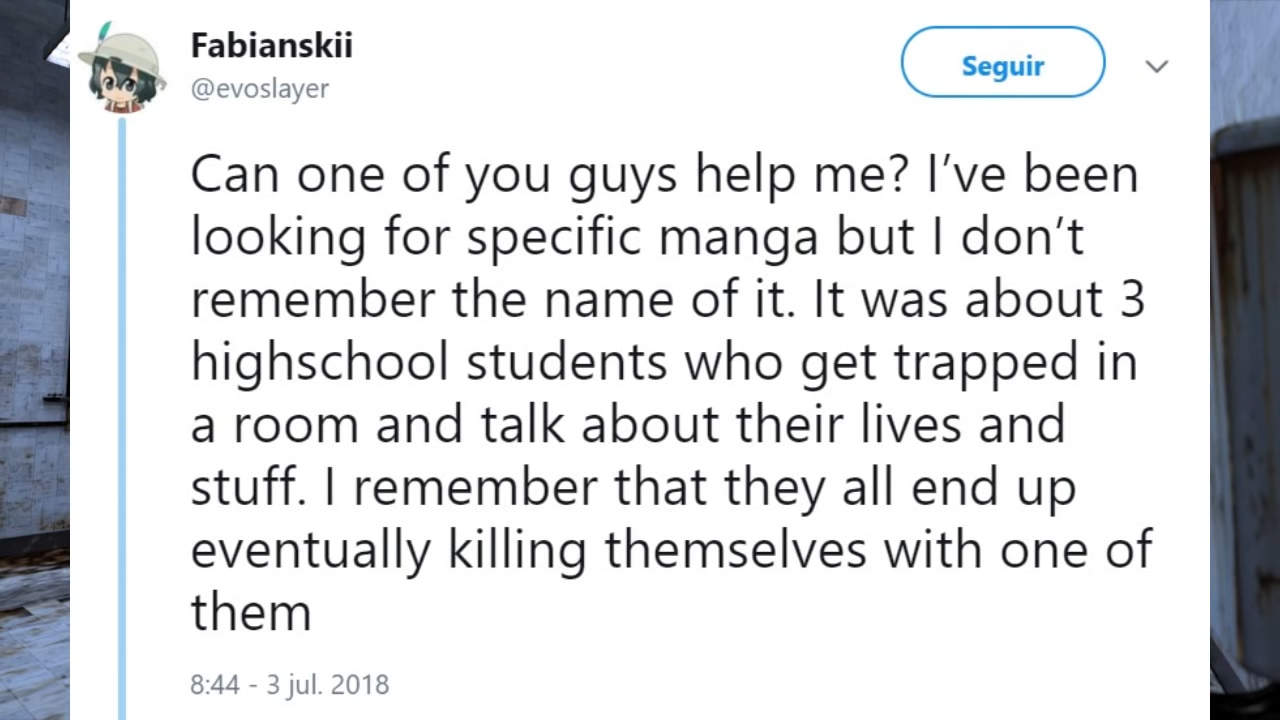 Fabianskii
@evoslayer
Seguir
Can one of you guys help me? I’ve been
looking for specific manga but I don’t
remember the name of it. It was about 3
highschool students who get trapped in
a room and talk about their lives and
stuff. I remember that they all end up
eventually killing themselves with one of
them
8:44 - 3 jul. 2018